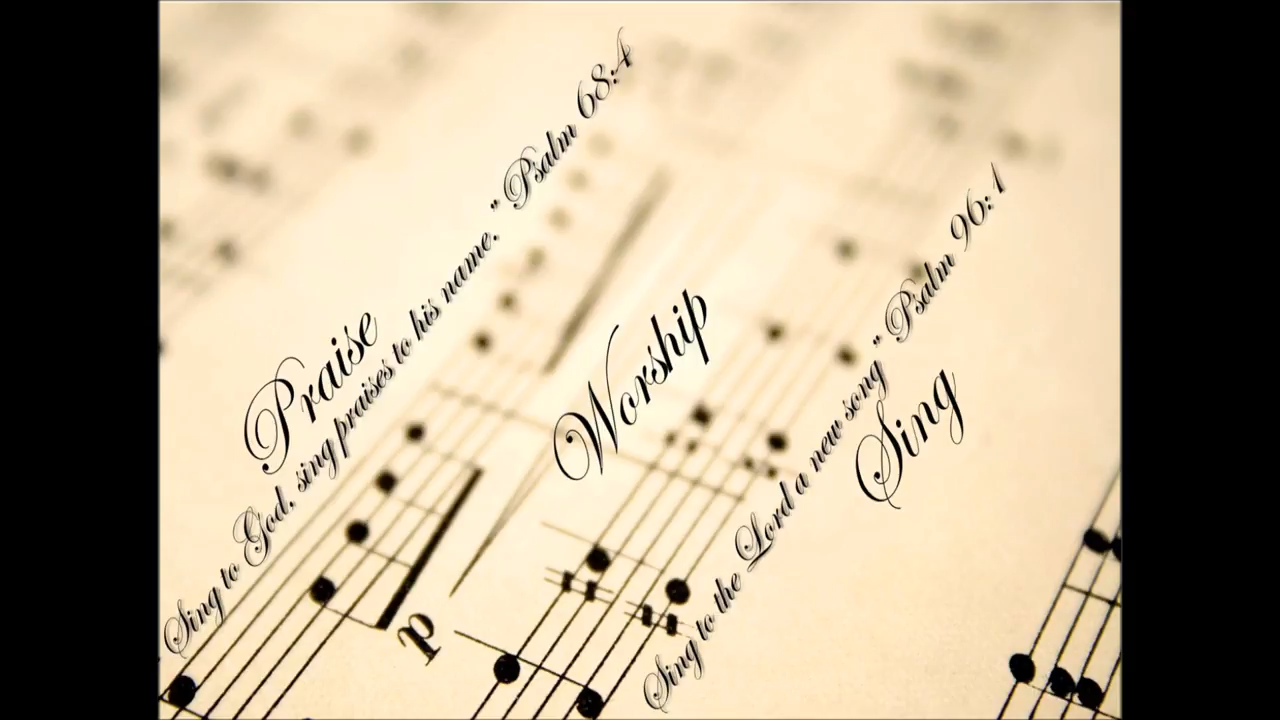 Praise
Sing to God, sing praises to his name." Psalm 68:4
Worship
Sing to the Lord a new song" Psalm 96:1
Sing
p